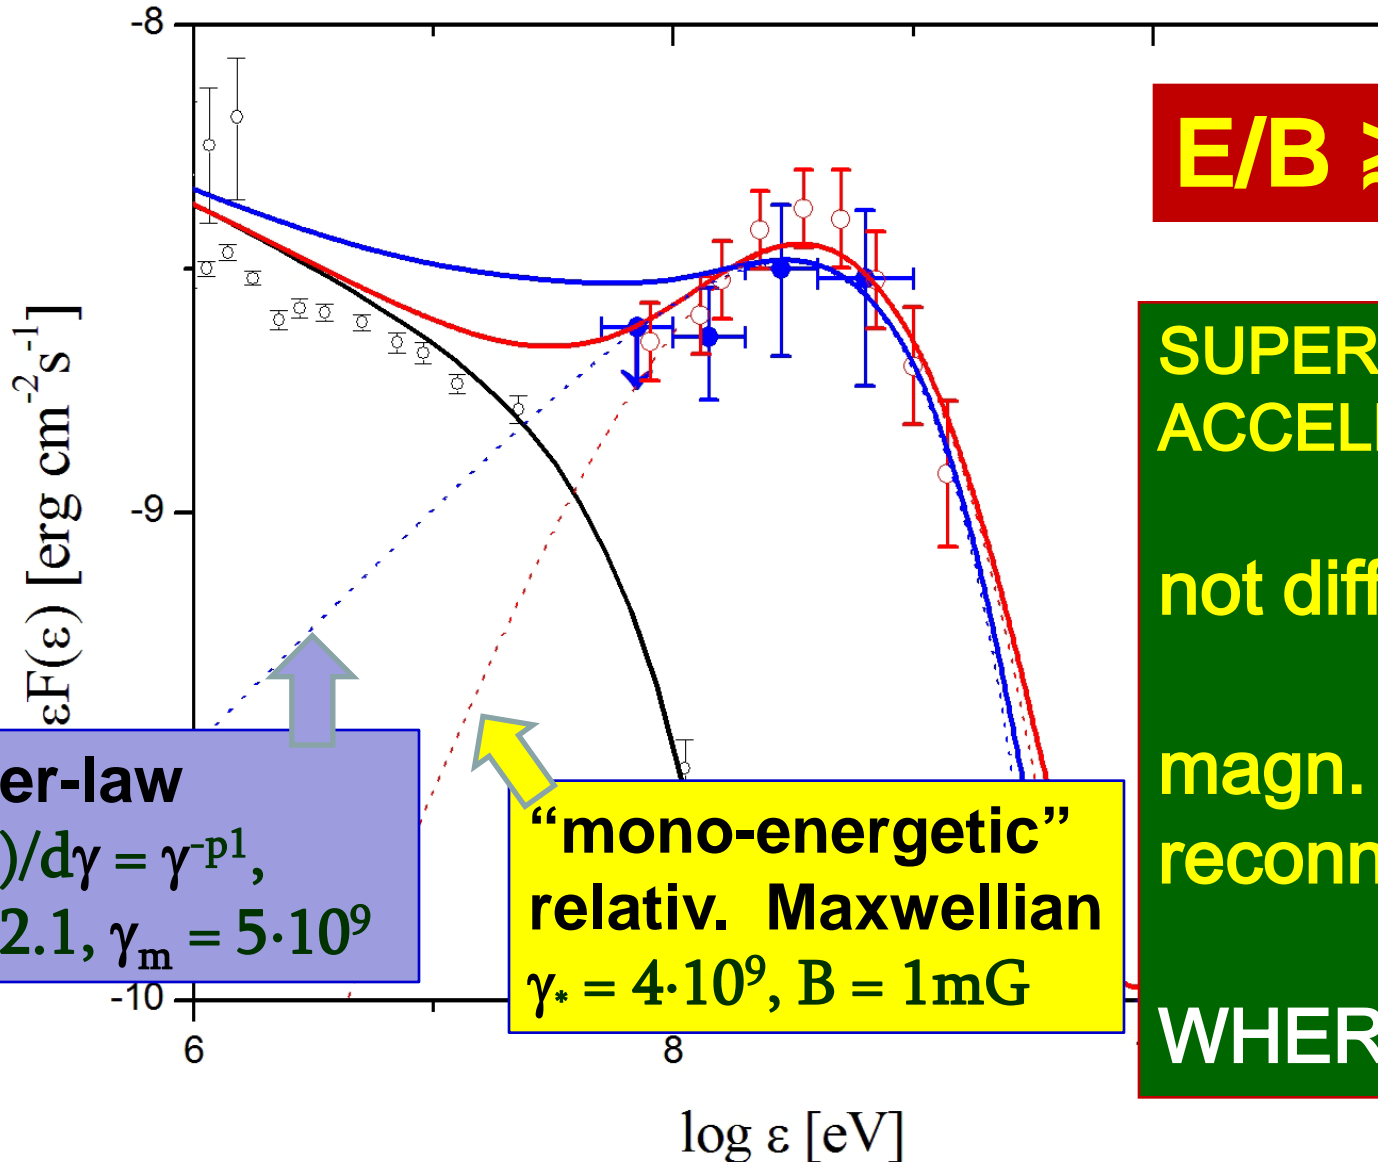 -8
E/B ⩾
εF(ε) [erg cm⁻²s⁻¹]
SUPER
ACCEL
not diff
-9
magn.
reconn
er-law
)/dγ = γ⁻ᵖ¹,
2.1, γₘ = 5·10⁹
“mono-energetic”
relativ. Maxwellian
γ* = 4·10⁹, B = 1mG
WHER
-10
6
8
log ε [eV]